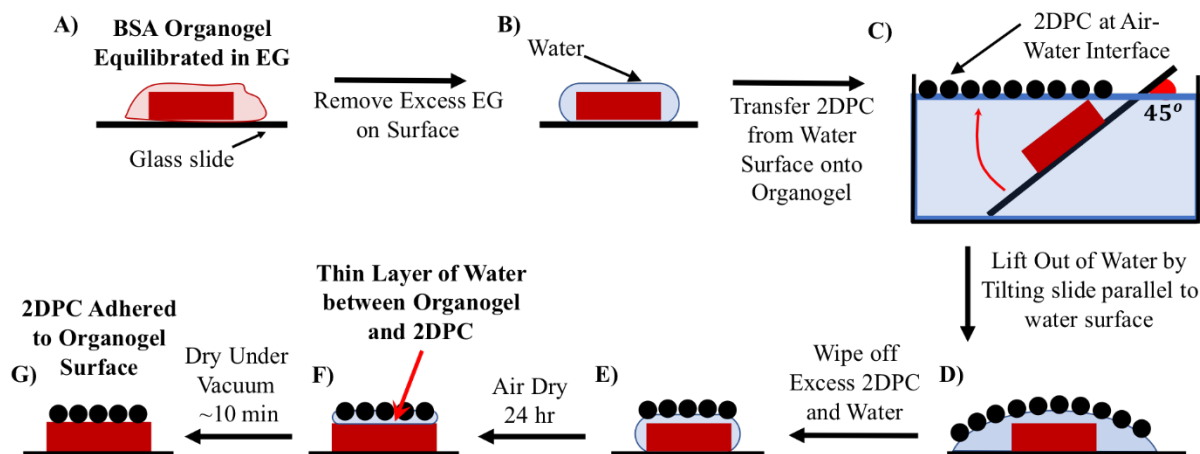 A)
BSA Organogel
Equilibrated in EG
Glass slide
Remove Excess EG
on Surface
B)
Water
Transfer 2DPC
from Water
Surface onto
Organogel
C)
2DPC at Air-
Water Interface
45°
Lift Out of Water by
Tilting slide parallel to
water surface
D)
Wipe off
Excess 2DPC
and Water
E)
Air Dry
24 hr
F)
Thin Layer of Water
between Organogel
and 2DPC
Dry Under
Vacuum
~10 min
G)
2DPC Adhered
to Organogel
Surface